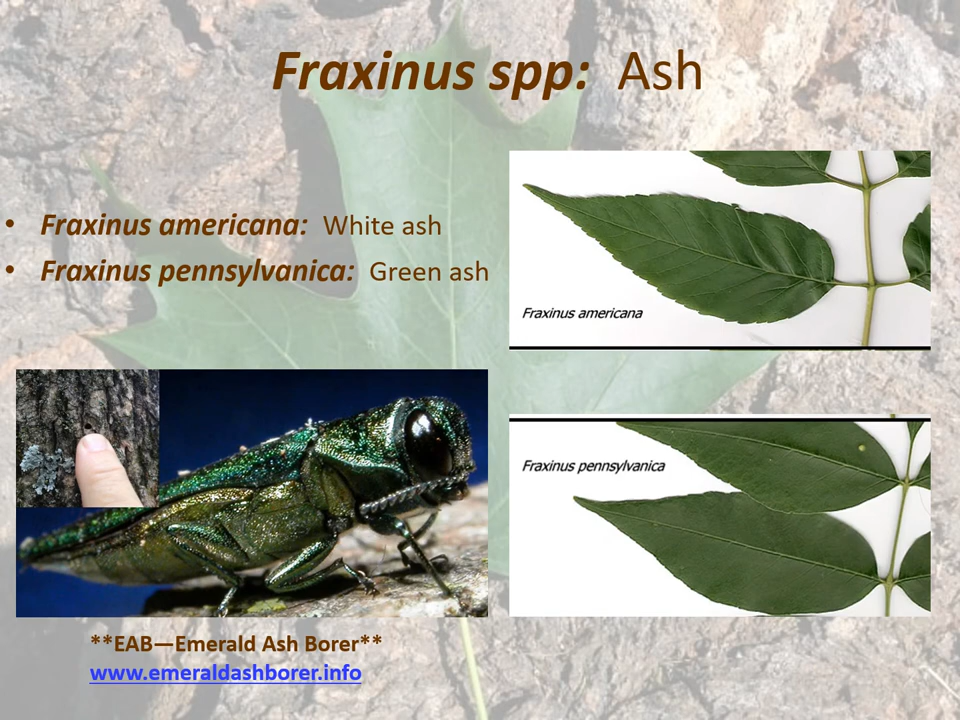 Fraxinus spp: Ash
• Fraxinus americana: White ash
• Fraxinus pennsylvanica: Green ash
Fraxinus americana
Fraxinus pennsylvanica
**EAB—Emerald Ash Borer**
www.emeraldashborer.info